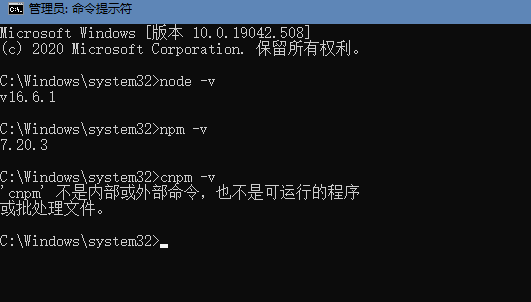 管理员: 命令提示符
Microsoft Windows [版本 10.0.19042.508]
(c) 2020 Microsoft Corporation. 保留所有权利。
C:\Windows\system32>node -v
v16.6.1
C:\Windows\system32>npm -v
7.20.3
C:\Windows\system32>cnpm -v
'cnpm' 不是内部或外部命令，也不是可运行的程序
或批处理文件。
C:\Windows\system32>